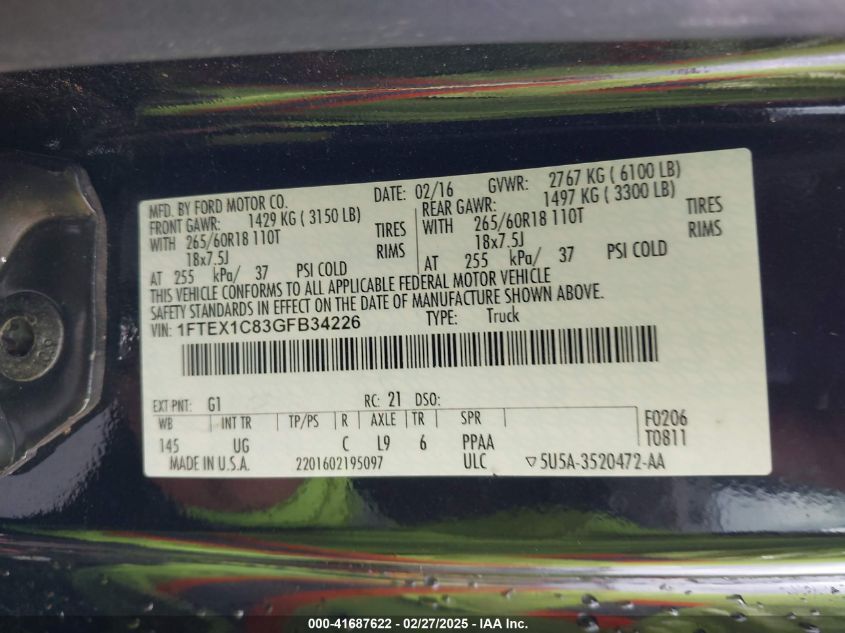 MFD. BY FORD MOTOR CO. DATE: 02/16 GVWR: 2767 KG ( 6100 LB)
FRONT GAWR: 1429 KG ( 3150 LB) REAR GAWR: 1497 KG ( 3300 LB)
WITH 265/60R18 110T TIRES WITH 265/60R18 110T TIRES
18x7.5J RIMS 18x7.5J RIMS
AT 255 kPa/ 37 PSI COLD AT 255 kPa/ 37 PSI COLD
THIS VEHICLE CONFORMS TO ALL APPLICABLE FEDERAL MOTOR VEHICLE
SAFETY STANDARDS IN EFFECT ON THE DATE OF MANUFACTURE SHOWN ABOVE.
VIN: 1FTEX1C83GFB34226 TYPE: Truck
EXT PNT: G1 RC: 21 DSO:
WB INT TR TP/PS R AXLE TR SPR F0206
145 UG C L9 6 PPAA T0811
MADE IN U.S.A. 2201602195097 ULC ▽5U5A-3520472-AA
000-41687622 - 02/27/2025 - IAA Inc.